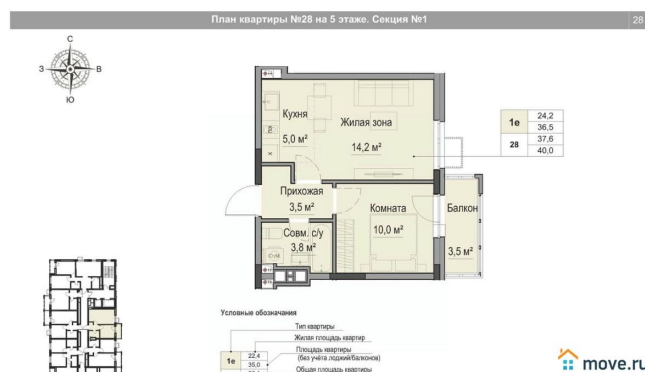 План квартиры №28 на 5 этаже. Секция №1
28
С
З
В
Ю
Кухня
5,0 м²
Жилая зона
14,2 м²
1е
24,2
36,5
28
37,6
40,0
Прихожая
3,5 м²
Комната
10,0 м²
Балкон
3,5 м²
Совм. с/у
3,8 м²
Условные обозначания
Тип квартиры
Жилая площадь квартир
Площадь квартиры
(без учёта лоджий/балконов)
Общая площадь квартиры
1е
22,4
35,0
move.ru